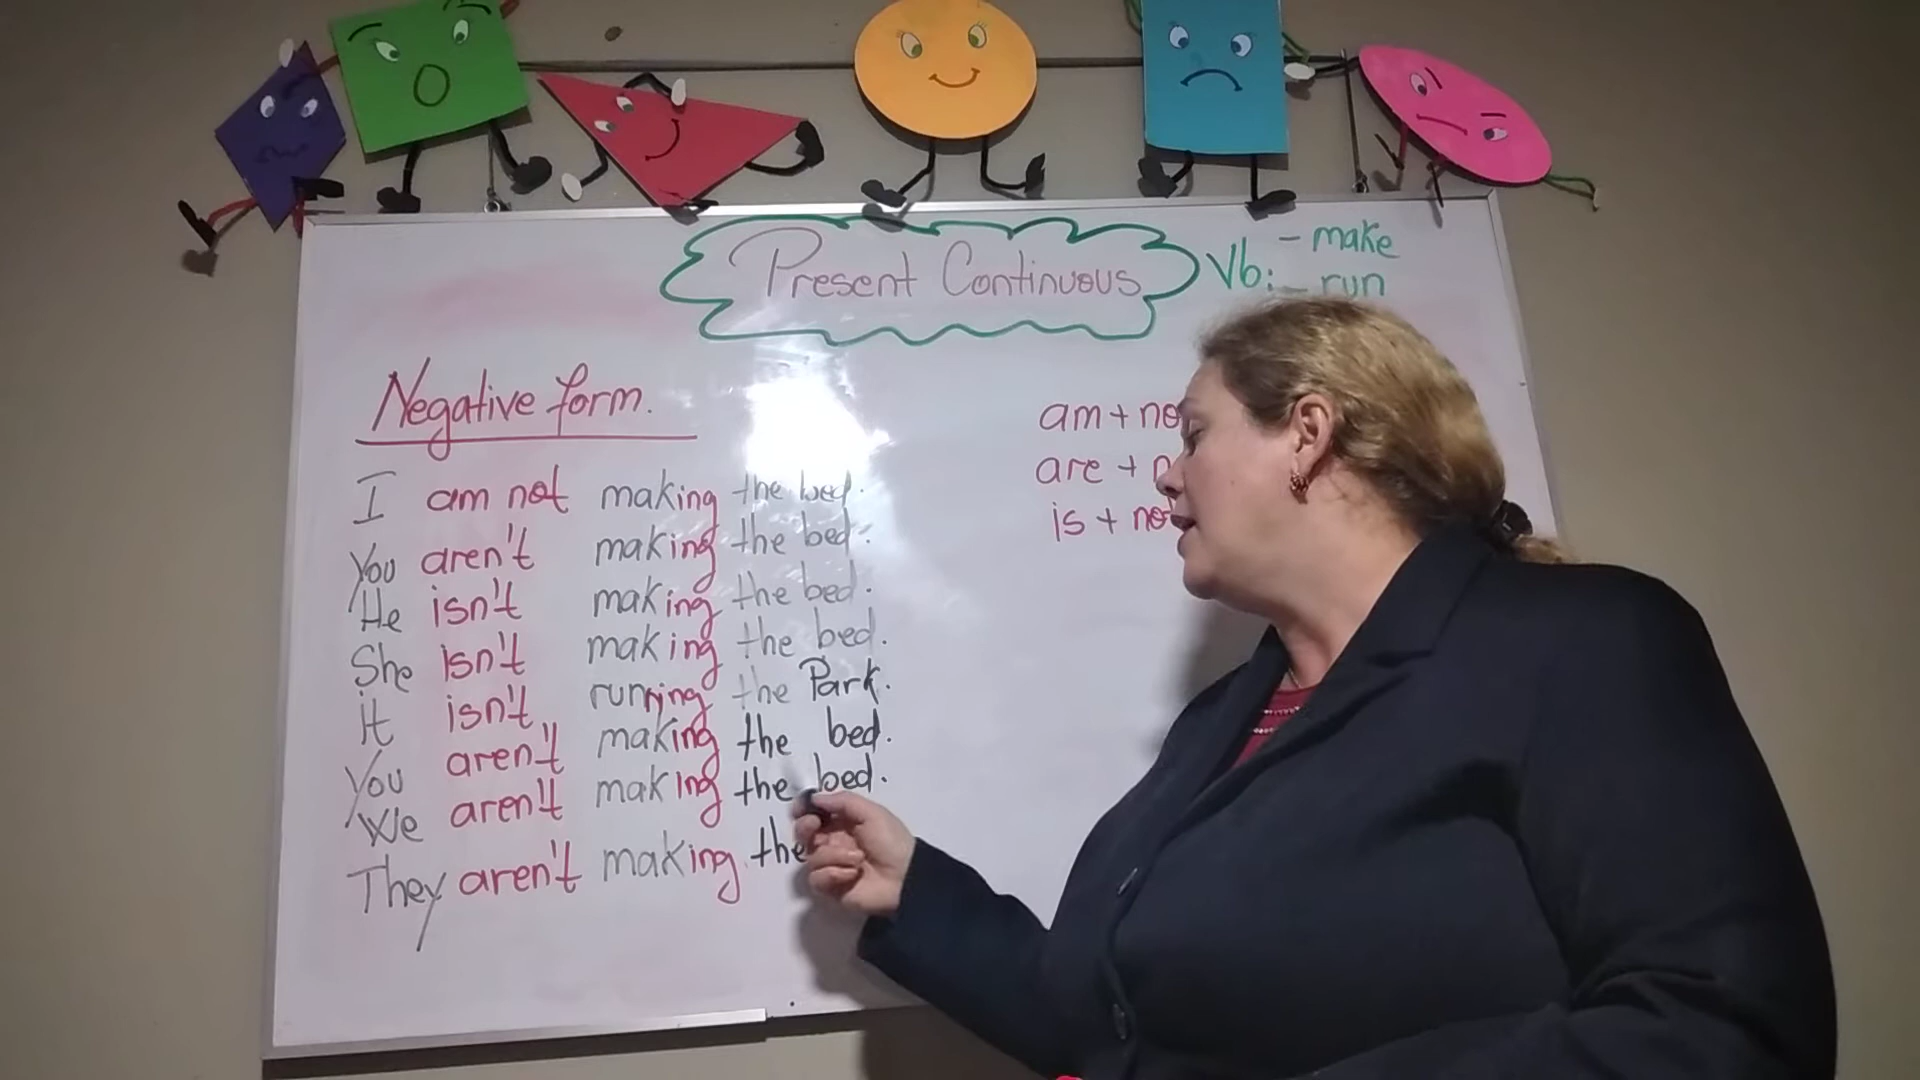 Present Continuous
Vb: - make
- run
Negative form.
am + no
are + n
is + not
I am not making the bed.
You aren't making the bed.
He isn't making the bed.
She isn't making the bed.
it isn't running the Park.
You aren't making the bed.
We aren't making the bed.
They aren't making the